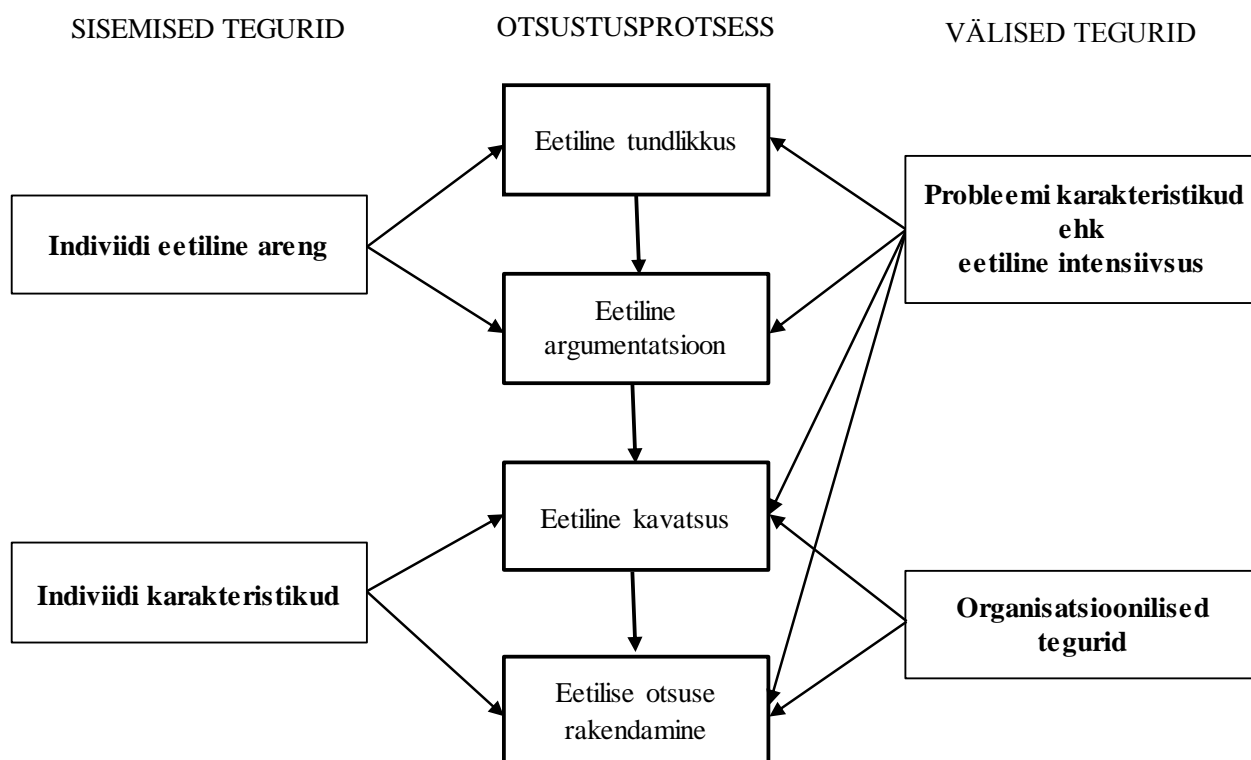 SISEMISED TEGURID
OTSUSTUSPROTSESS
VÄLISED TEGURID
Eetiline tundlikkus
Indiviidi eetiline areng
Probleemi karakteristikud
ehk
eetiline intensiivsus
Eetiline
argumentatsioon
Eetiline kavatsus
Indiviidi karakteristikud
Organisatsioonilised
tegurid
Eetilise otsuse
rakendamine